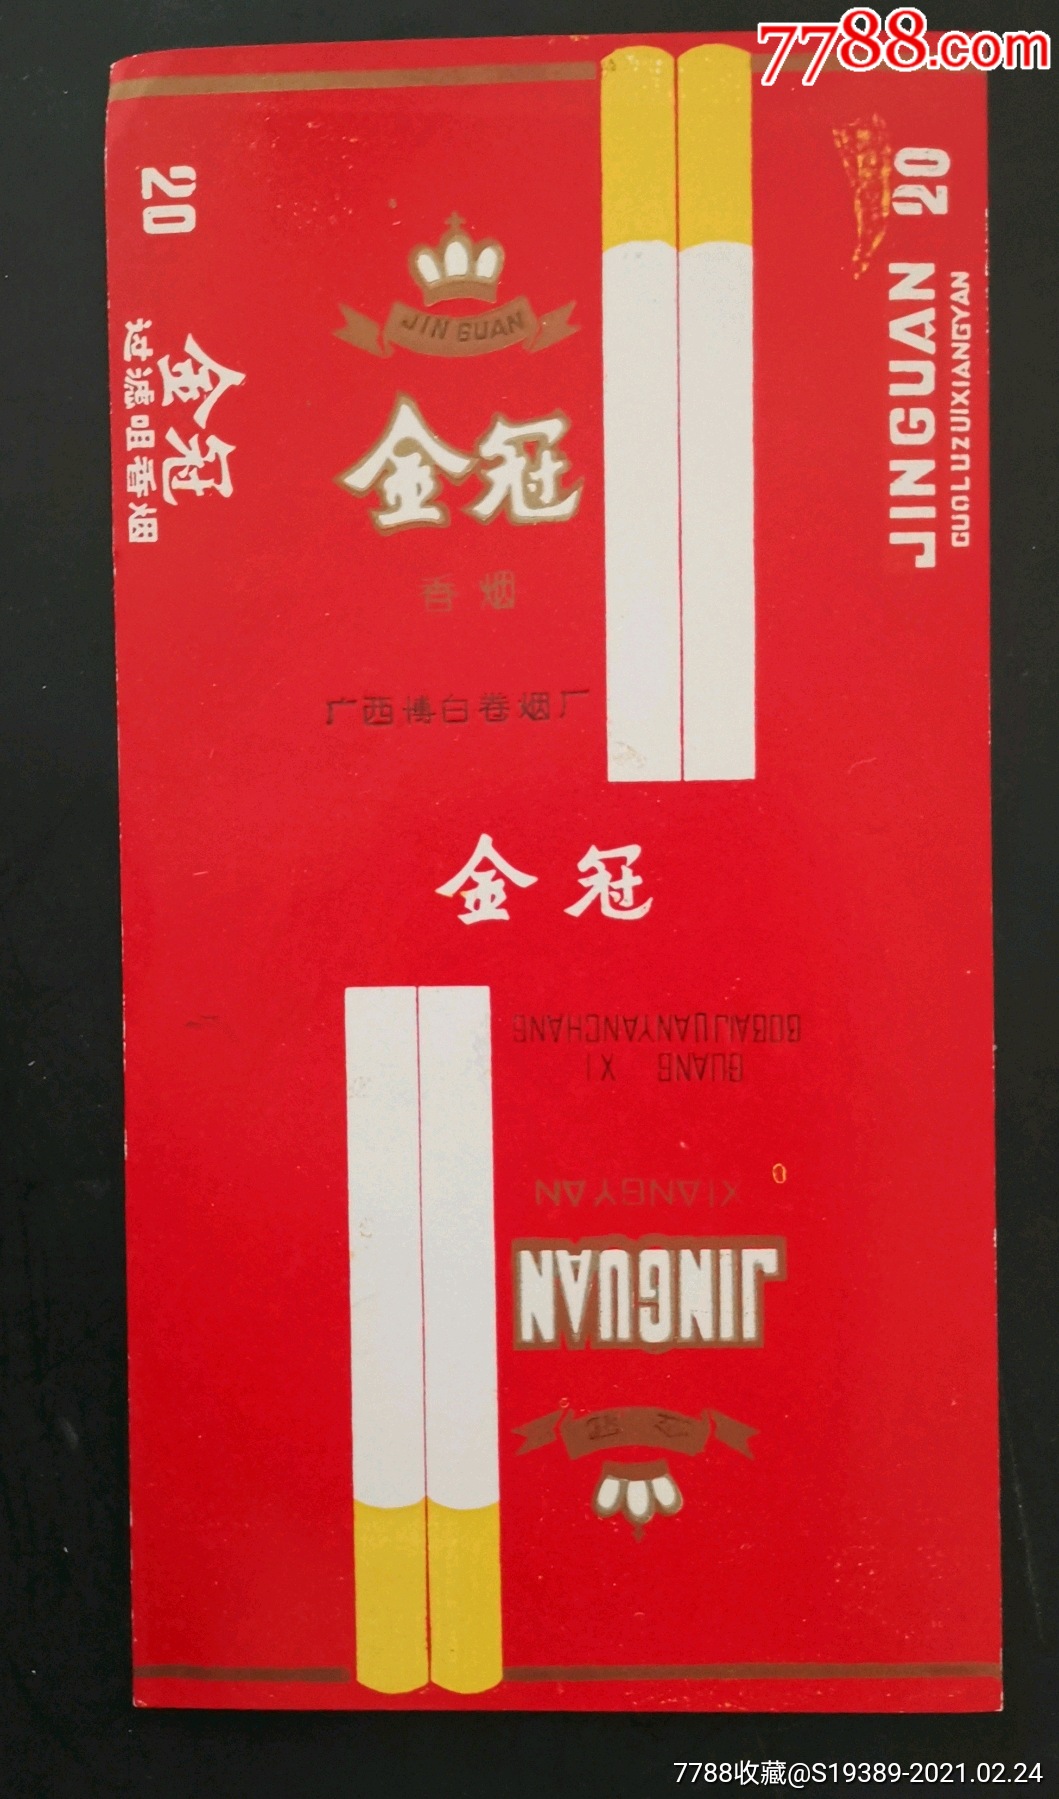 7788.com
20
金冠
过滤咀香烟
JIN GUAN
金冠
香烟
广西博白卷烟厂
JINGUAN 20
GUOLUZUIXIANGYAN
金冠
金冠
JINGUAN
XIANGYAN
GUANG XI
BOBAIJUANYANCHANG
7788收藏@S19389-2021.02.24